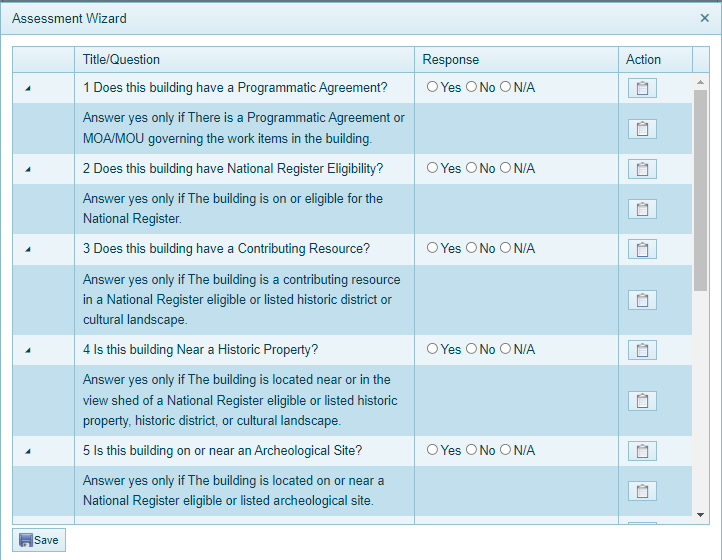 Assessment Wizard
Title/Question Response Action
1 Does this building have a Programmatic Agreement? Yes No N/A
Answer yes only if There is a Programmatic Agreement or
MOA/MOU governing the work items in the building.
2 Does this building have National Register Eligibility? Yes No N/A
Answer yes only if The building is on or eligible for the
National Register.
3 Does this building have a Contributing Resource? Yes No N/A
Answer yes only if The building is a contributing resource
in a National Register eligible or listed historic district or
cultural landscape.
4 Is this building Near a Historic Property? Yes No N/A
Answer yes only if The building is located near or in the
view shed of a National Register eligible or listed historic
property, historic district, or cultural landscape.
5 Is this building on or near an Archeological Site? Yes No N/A
Answer yes only if The building is located on or near a
National Register eligible or listed archeological site.
Save